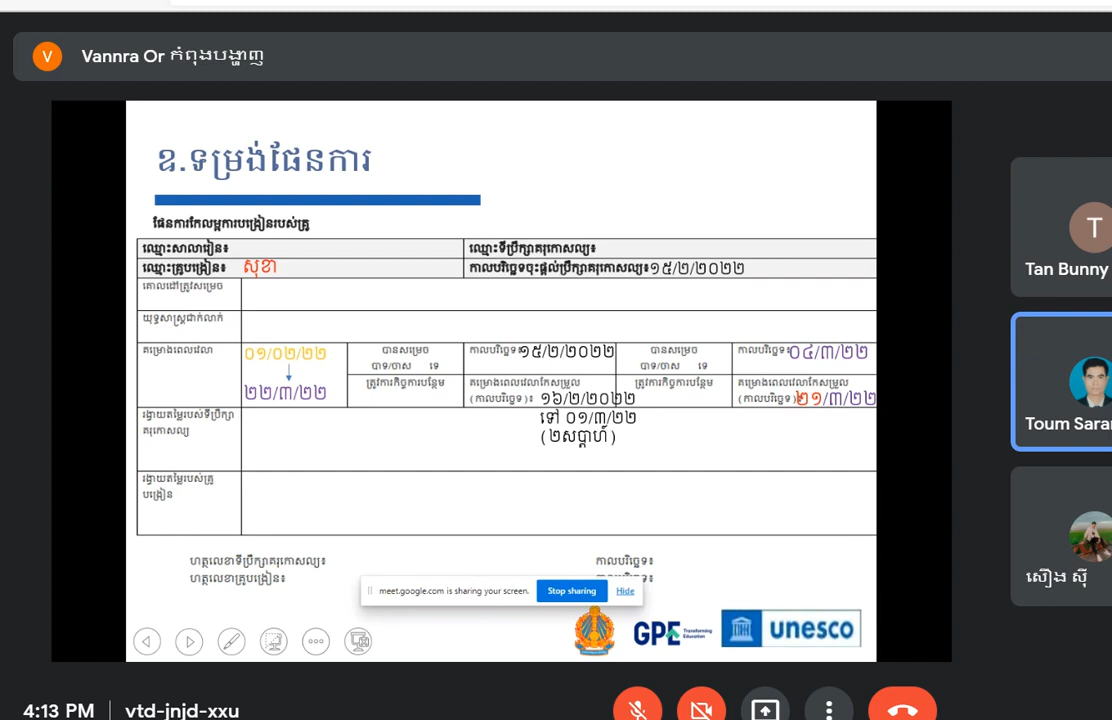 V Vannra Or កំពុងបង្ហាញ
ខ.ទម្រង់ផែនការ
ផែនការកែលម្អការបង្រៀនរបស់គ្រូ
ឈ្មោះសាលារៀន៖
ឈ្មោះទីប្រឹក្សាគរុកោសល្យ៖
ឈ្មោះគ្រូបង្រៀន៖ សុខា
កាលបរិច្ឆេទចុះផ្តល់ប្រឹក្សាគរុកោសល្យ៖១៥/២/២០២២
គោលដៅត្រូវសម្រេច
យុទ្ធសាស្ត្រជាក់លាក់
គម្រោងពេលវេលា
០១/០២/២២
២២/៣/២២
បានសម្រេច
បាទ/ចាស ទេ
ត្រូវការកិច្ចការបន្ថែម
កាលបរិច្ឆេទ៖១៥/២/២០២២
គម្រោងពេលវេលាកែសម្រួល
(កាលបរិច្ឆេទ)៖ ១៦/២/២០២២
ទៅ ០១/៣/២២
(២សប្តាហ៍)
បានសម្រេច
បាទ/ចាស ទេ
ត្រូវការកិច្ចការបន្ថែម
កាលបរិច្ឆេទ៖០៤/៣/២២
គម្រោងពេលវេលាកែសម្រួល
(កាលបរិច្ឆេទ)៖២១/៣/២២
រង្វាយតម្លៃរបស់ទីប្រឹក្សា
គរុកោសល្យ
រង្វាយតម្លៃរបស់គ្រូ
បង្រៀន
ហត្ថលេខាទីប្រឹក្សាគរុកោសល្យ៖
កាលបរិច្ឆេទ៖
ហត្ថលេខាគ្រូបង្រៀន៖
meet.google.com is sharing your screen. Stop sharing Hide
GPE Transforming Education
unesco
T
Tan Bunny
Toum Saran
សឿង ស៊ី
4:13 PM | vtd-jnjd-xxu